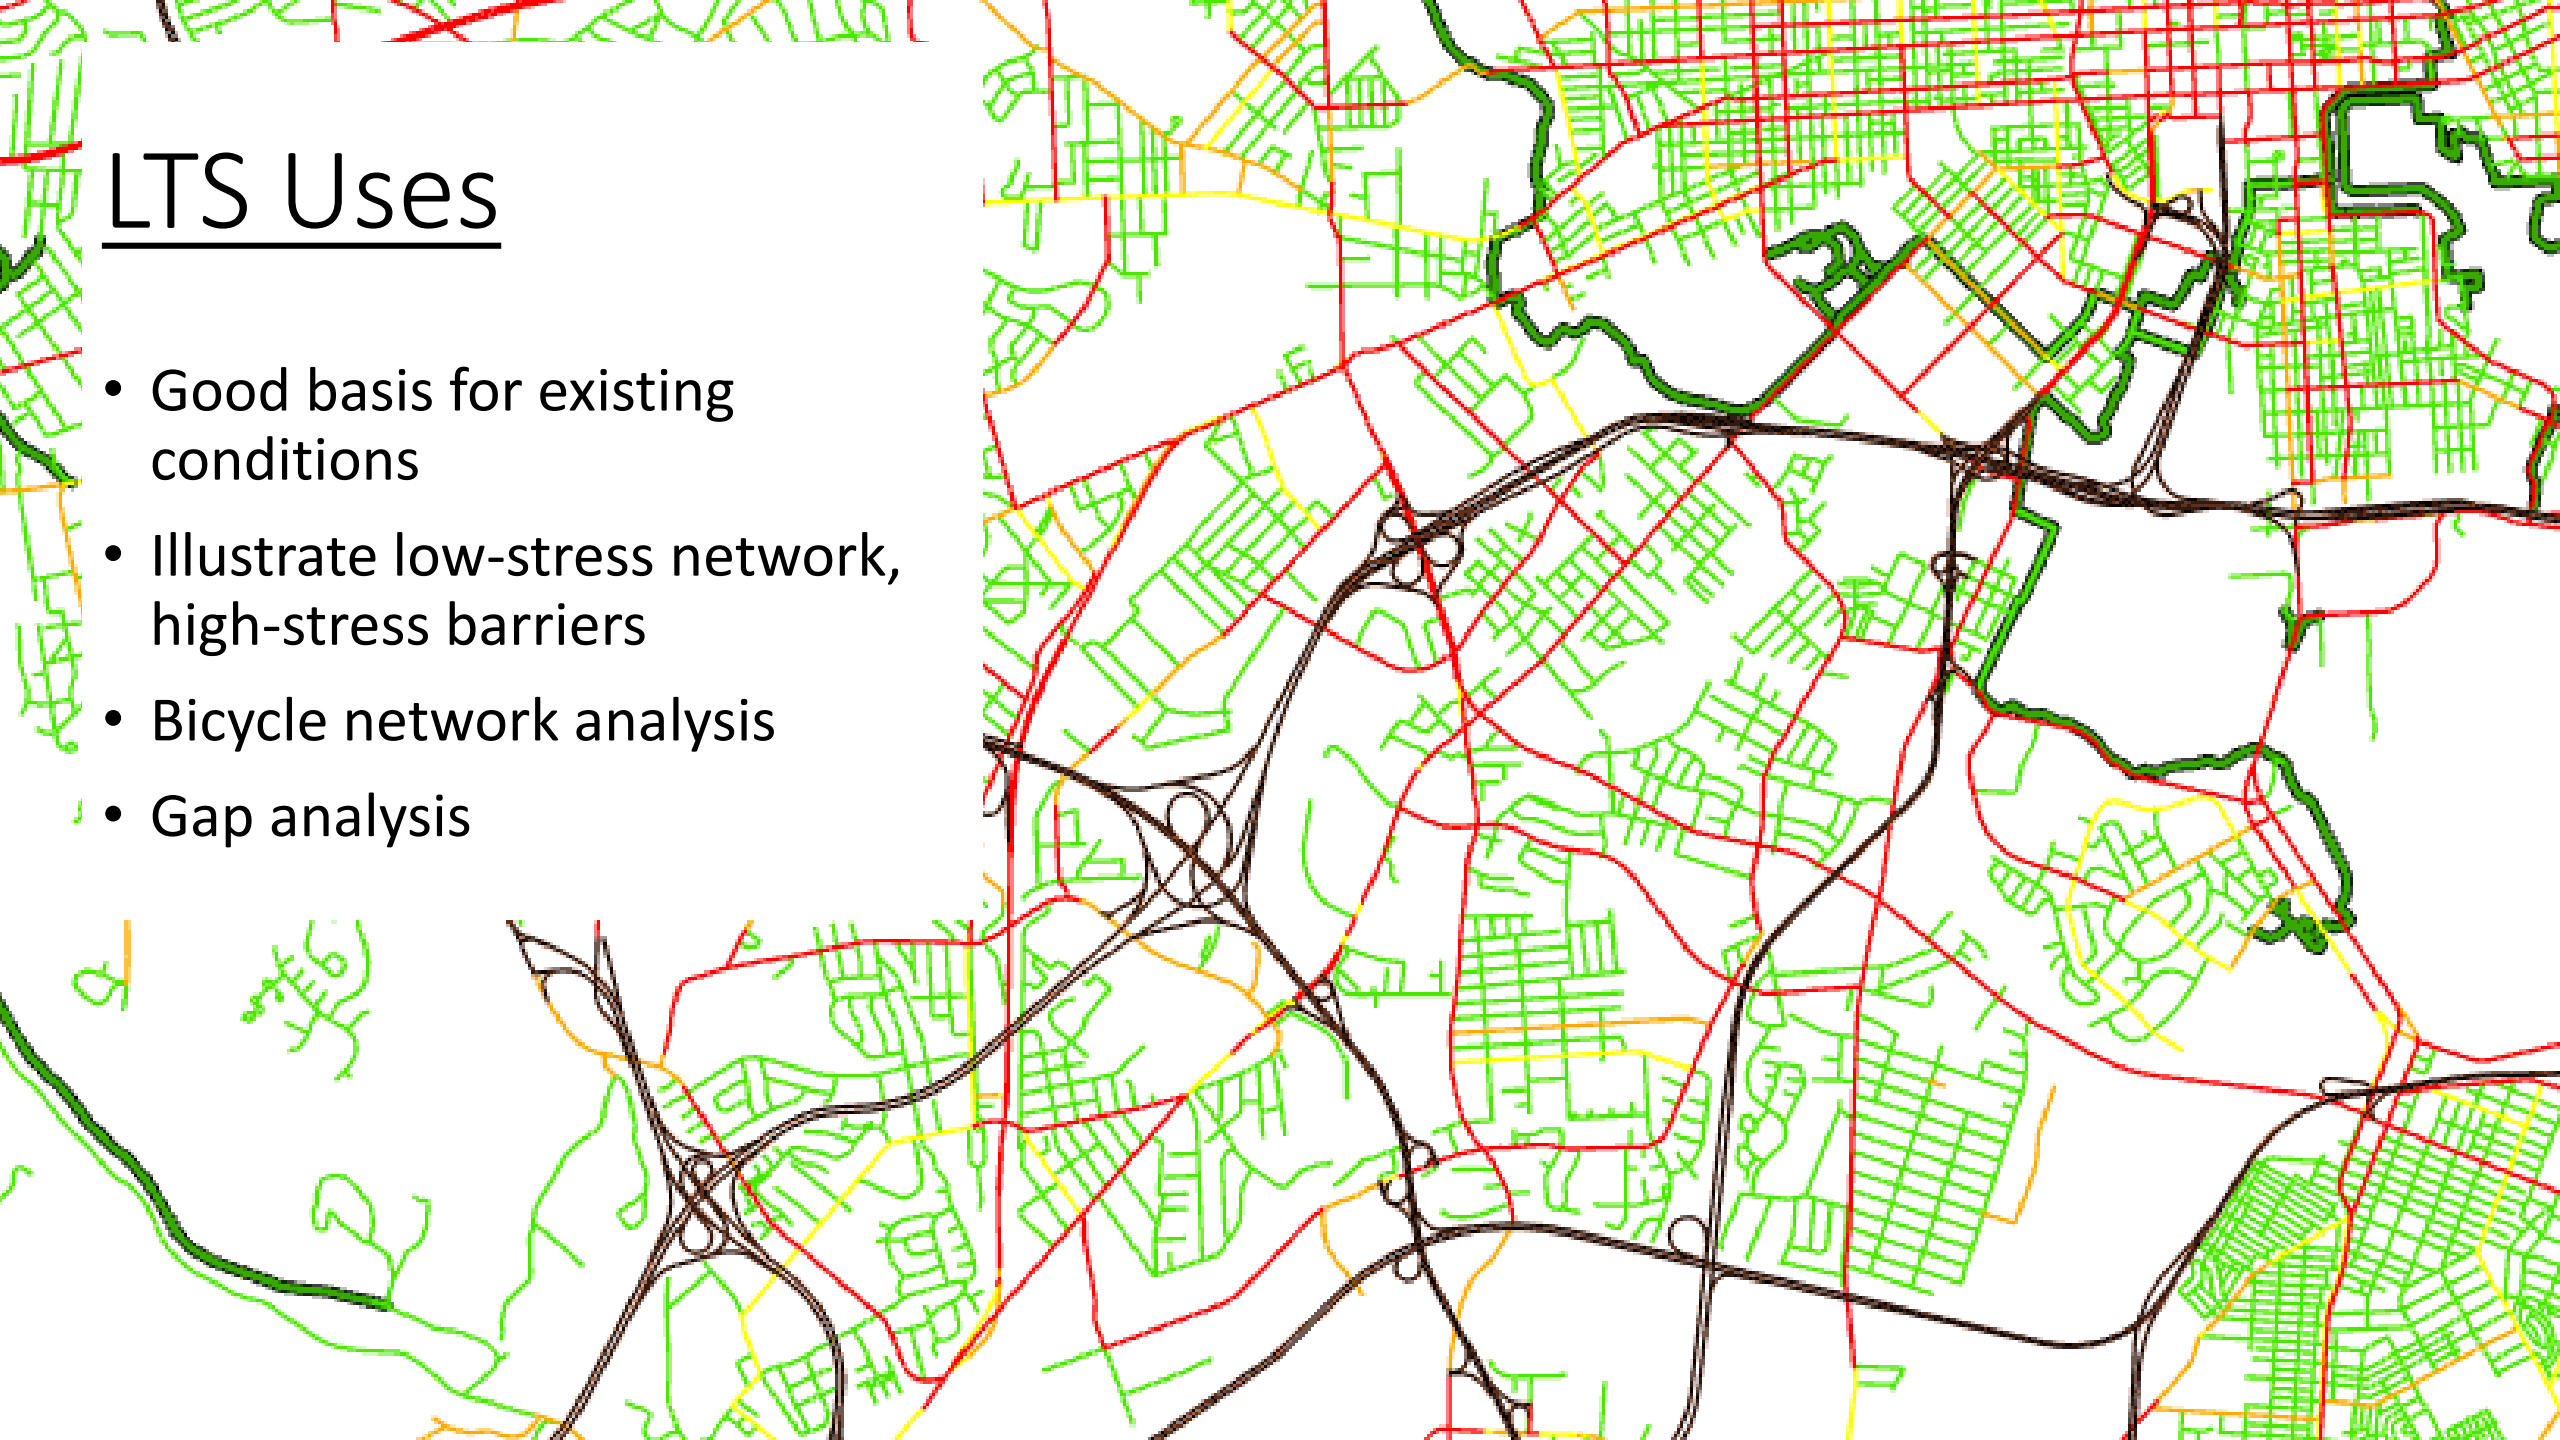 LTS Uses
• Good basis for existing
conditions
• Illustrate low-stress network,
high-stress barriers
• Bicycle network analysis
• Gap analysis